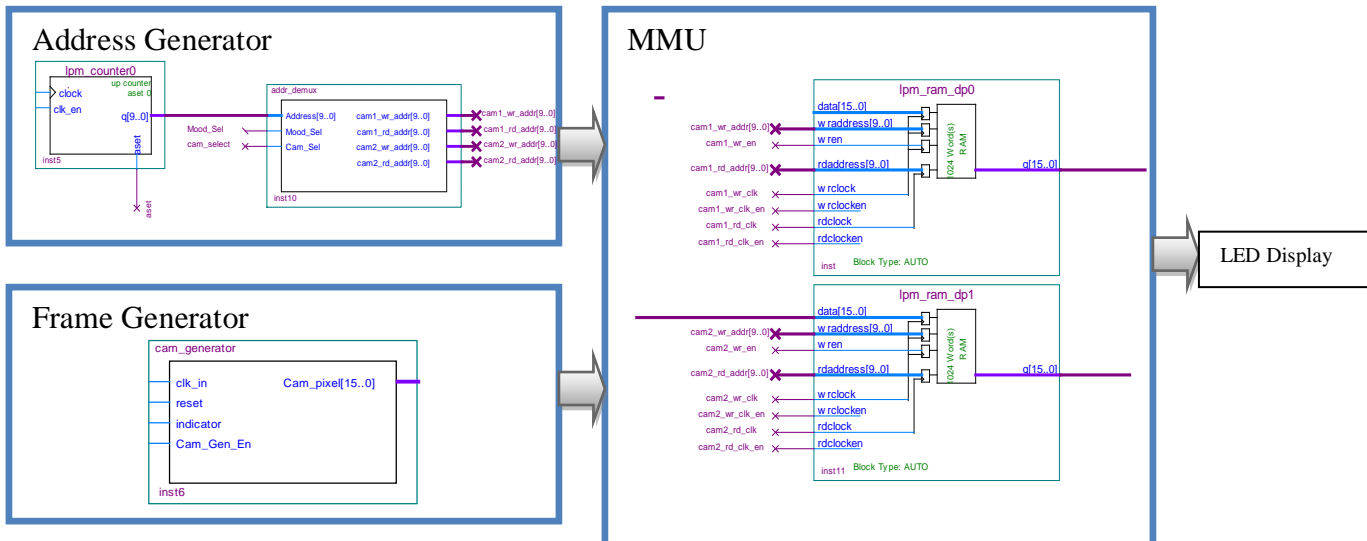 Address Generator
lpm_counter0
up counter
aset 0
clock
clk_en
q[9..0]
aset
inst5
aset
addr_demux
Mood_Sel
cam_select
Address[9..0]
Mood_Sel
Cam_Sel
cam1_wr_addr[9..0]
cam1_rd_addr[9..0]
cam2_wr_addr[9..0]
cam2_rd_addr[9..0]
inst10
cam1_wr_addr[9..0]
cam1_rd_addr[9..0]
cam2_wr_addr[9..0]
cam2_rd_addr[9..0]
Frame Generator
cam_generator
clk_in
reset
indicator
Cam_Gen_En
Cam_pixel[15..0]
inst6
MMU
lpm_ram_dp0
data[15..0]
cam1_wr_addr[9..0] wraddress[9..0]
cam1_wr_en wren
cam1_rd_addr[9..0] rdaddress[9..0]
cam1_wr_clk wrclock
cam1_wr_clk_en wrclocken
cam1_rd_clk rdclock
cam1_rd_clk_en rdclocken
1024 Word(s)
RAM
q[15..0]
inst Block Type: AUTO
lpm_ram_dp1
data[15..0]
cam2_wr_addr[9..0] wraddress[9..0]
cam2_wr_en wren
cam2_rd_addr[9..0] rdaddress[9..0]
cam2_wr_clk wrclock
cam2_wr_clk_en wrclocken
cam2_rd_clk rdclock
cam2_rd_clk_en rdclocken
1024 Word(s)
RAM
q[15..0]
inst11 Block Type: AUTO
LED Display